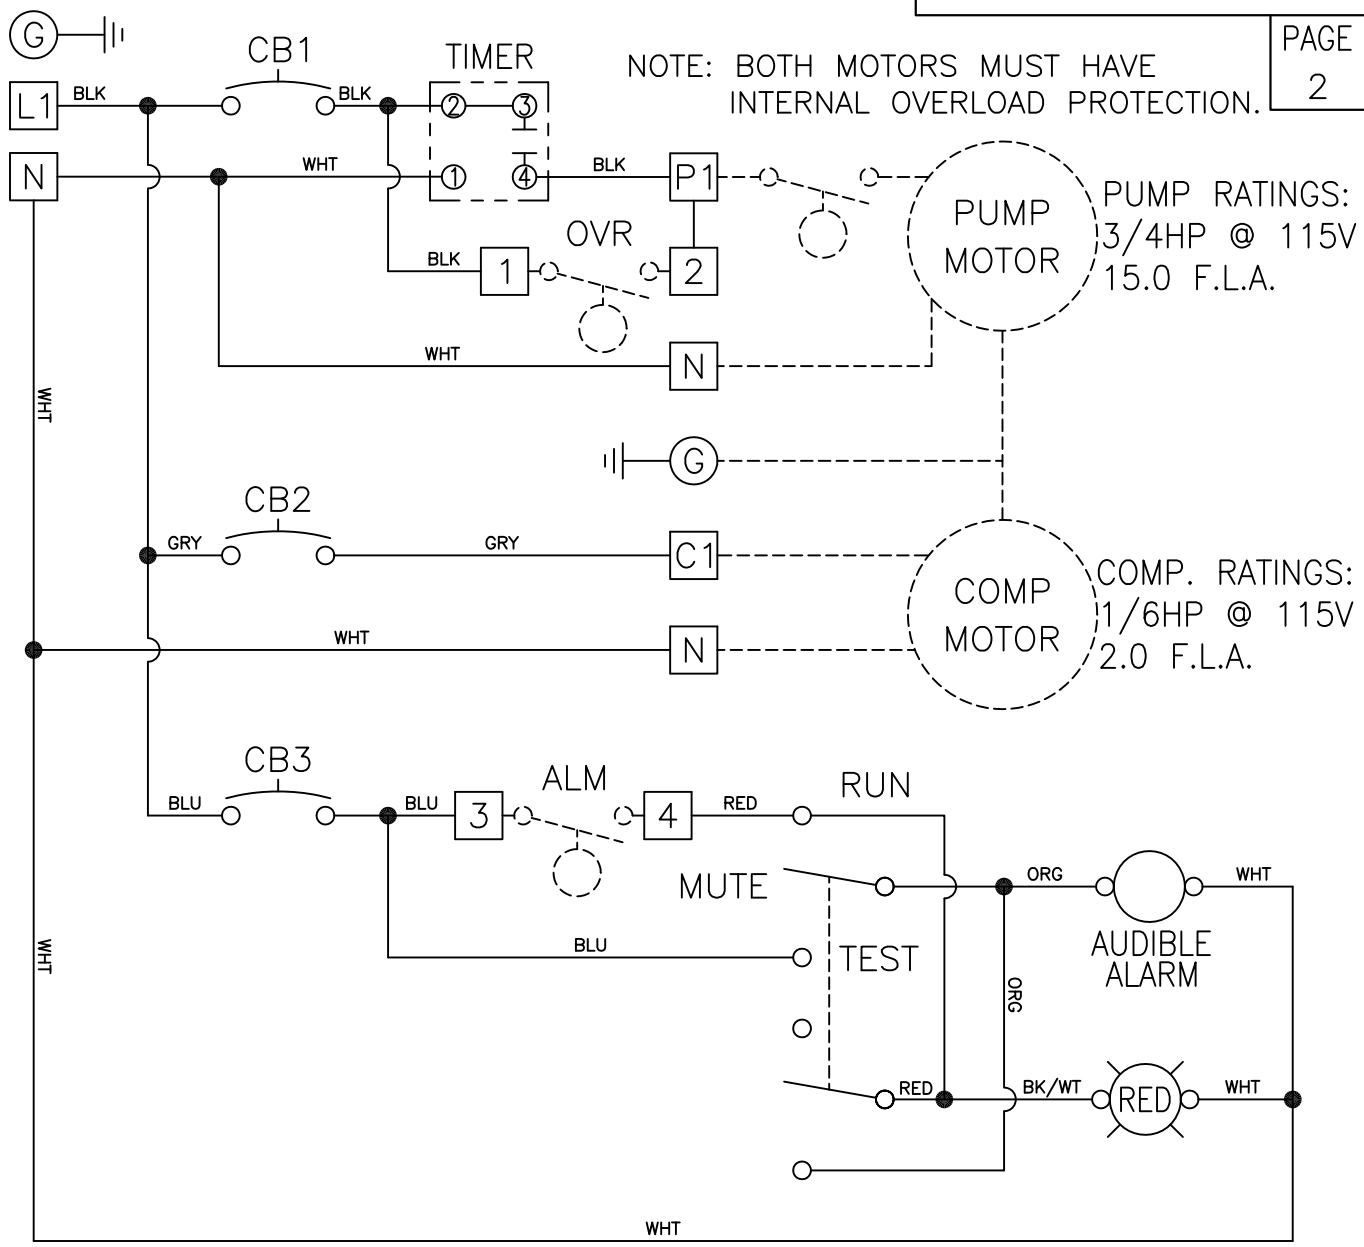 G
PAGE
2
CB1
TIMER
NOTE: BOTH MOTORS MUST HAVE
INTERNAL OVERLOAD PROTECTION.
L1
BLK
BLK
2
3
N
WHT
1
4
BLK
P1
PUMP
MOTOR
PUMP RATINGS:
3/4HP @ 115V
15.0 F.L.A.
OVR
BLK
1
2
WHT
N
WHT
G
CB2
GRY
GRY
C1
COMP
MOTOR
COMP. RATINGS:
1/6HP @ 115V
2.0 F.L.A.
WHT
N
CB3
ALM
RUN
BLU
BLU
3
4
RED
MUTE
ORG
WHT
AUDIBLE
ALARM
WHT
BLU
TEST
ORG
RED
BK/WT
RED
WHT
WHT